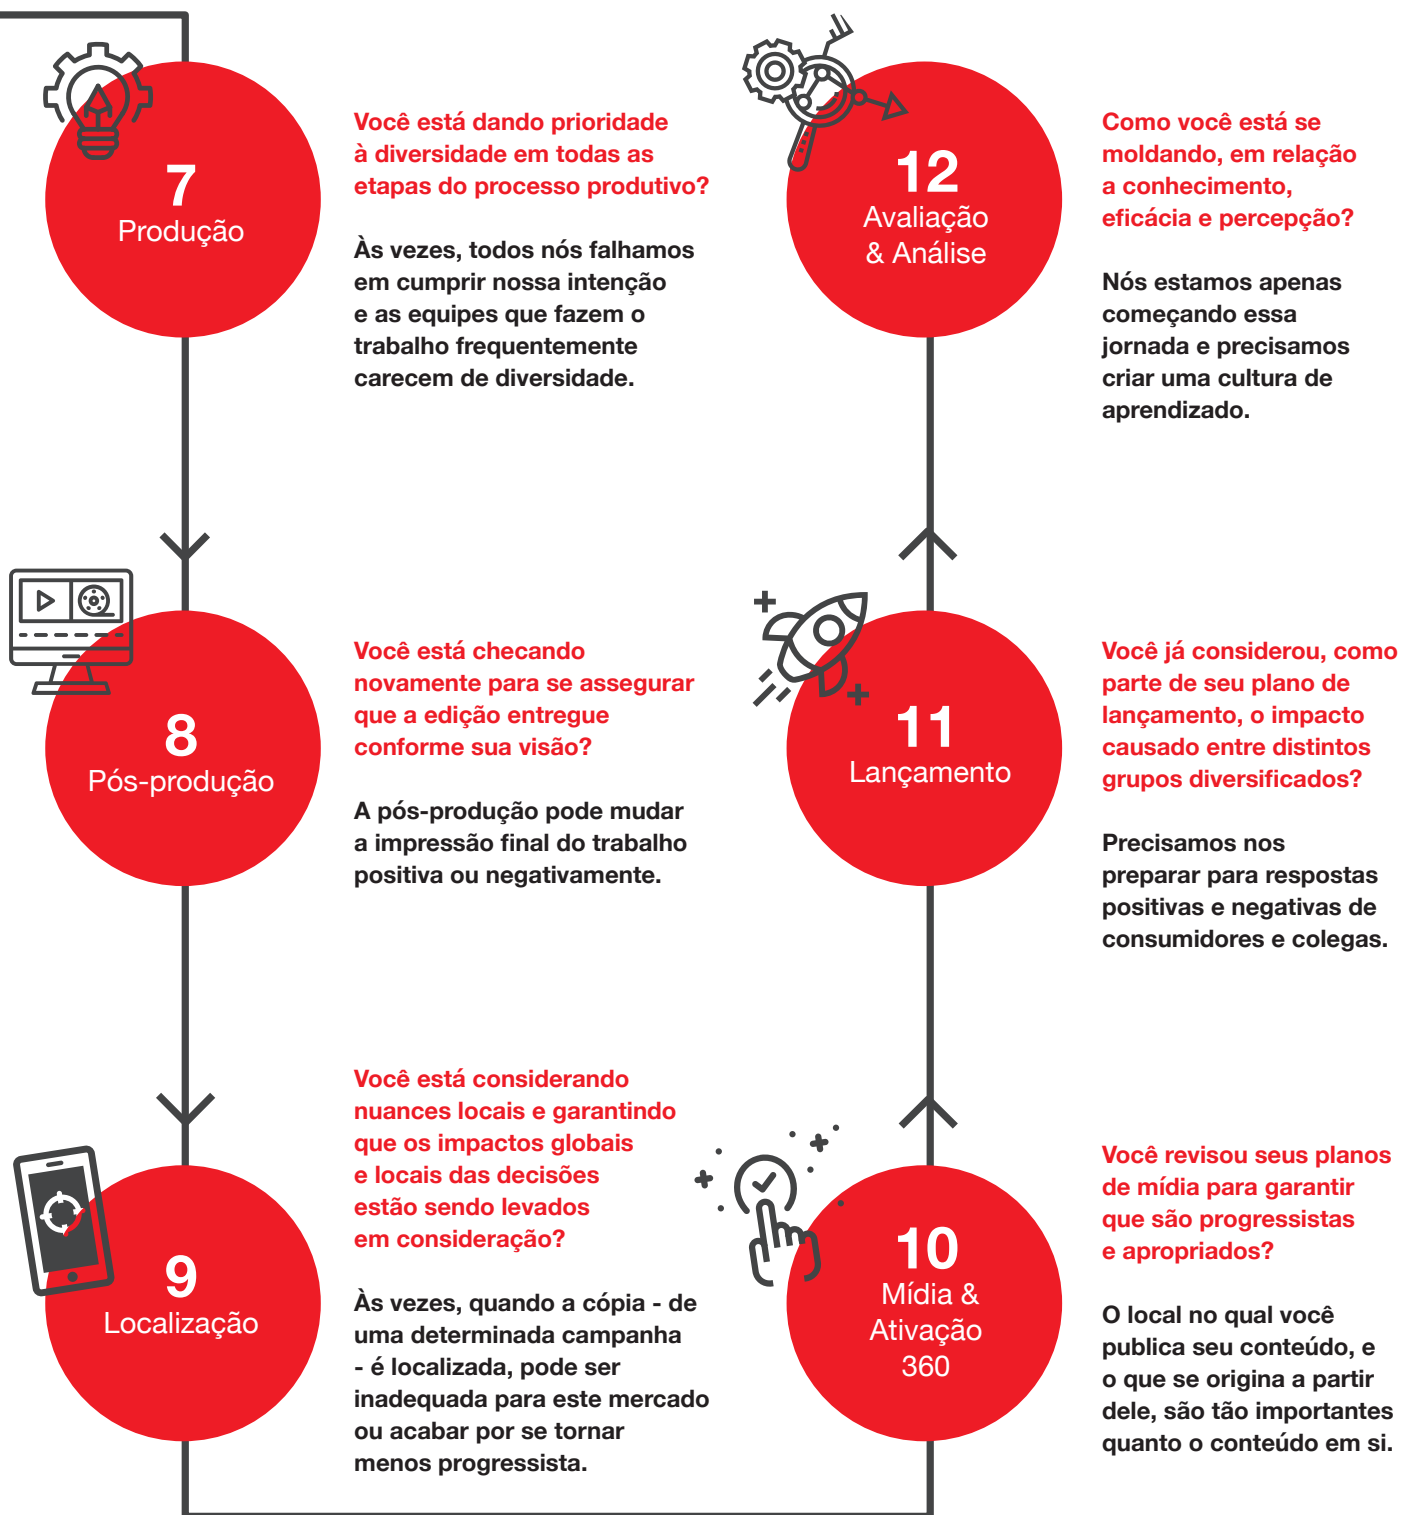 7
Produção
Você está dando prioridade
à diversidade em todas as
etapas do processo produtivo?
Às vezes, todos nós falhamos
em cumprir nossa intenção
e as equipes que fazem o
trabalho frequentemente
carecem de diversidade.
8
Pós-produção
Você está checando
novamente para se assegurar
que a edição entregue
conforme sua visão?
A pós-produção pode mudar
a impressão final do trabalho
positiva ou negativamente.
9
Localização
Você está considerando
nuances locais e garantindo
que os impactos globais
e locais das decisões
estão sendo levados
em consideração?
Às vezes, quando a cópia - de
uma determinada campanha
- é localizada, pode ser
inadequada para este mercado
ou acabar por se tornar
menos progressista.
10
Mídia &
Ativação
360
Você revisou seus planos
de mídia para garantir
que são progressistas
e apropriados?
O local no qual você
publica seu conteúdo, e
o que se origina a partir
dele, são tão importantes
quanto o conteúdo em si.
11
Lançamento
Você já considerou, como
parte de seu plano de
lançamento, o impacto
causado entre distintos
grupos diversificados?
Precisamos nos
preparar para respostas
positivas e negativas de
consumidores e colegas.
12
Avaliação
& Análise
Como você está se
moldando, em relação
a conhecimento,
eficácia e percepção?
Nós estamos apenas
começando essa
jornada e precisamos
criar uma cultura de
aprendizado.